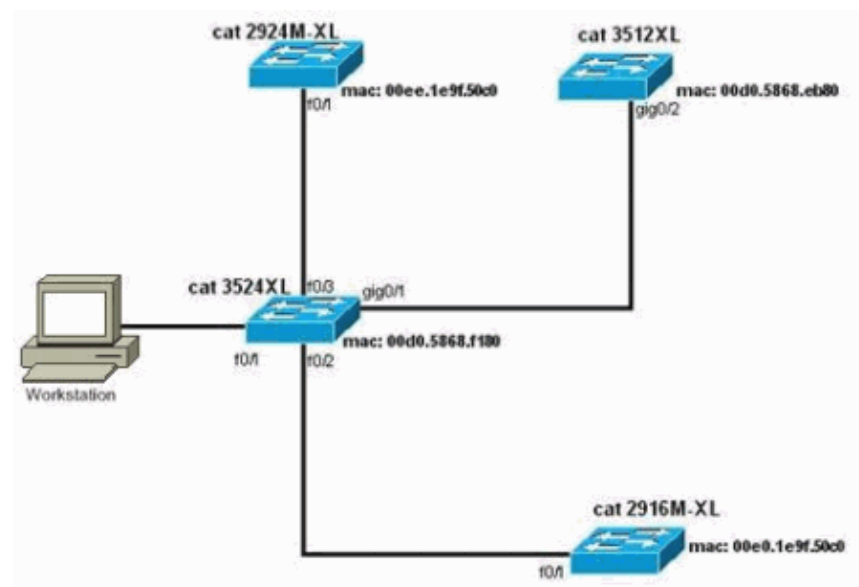 cat 2924M-XL
cat 3512XL
mac: 00ee.1e9f.50c0
mac: 00d0.5868.eb80
f0/1
gig0/2
cat 3524XL
f0/3
gig0/1
mac: 00d0.5868.f180
f0/1
f0/2
Workstation
cat 2916M-XL
mac: 00e0.1e9f.50c0
f0/1